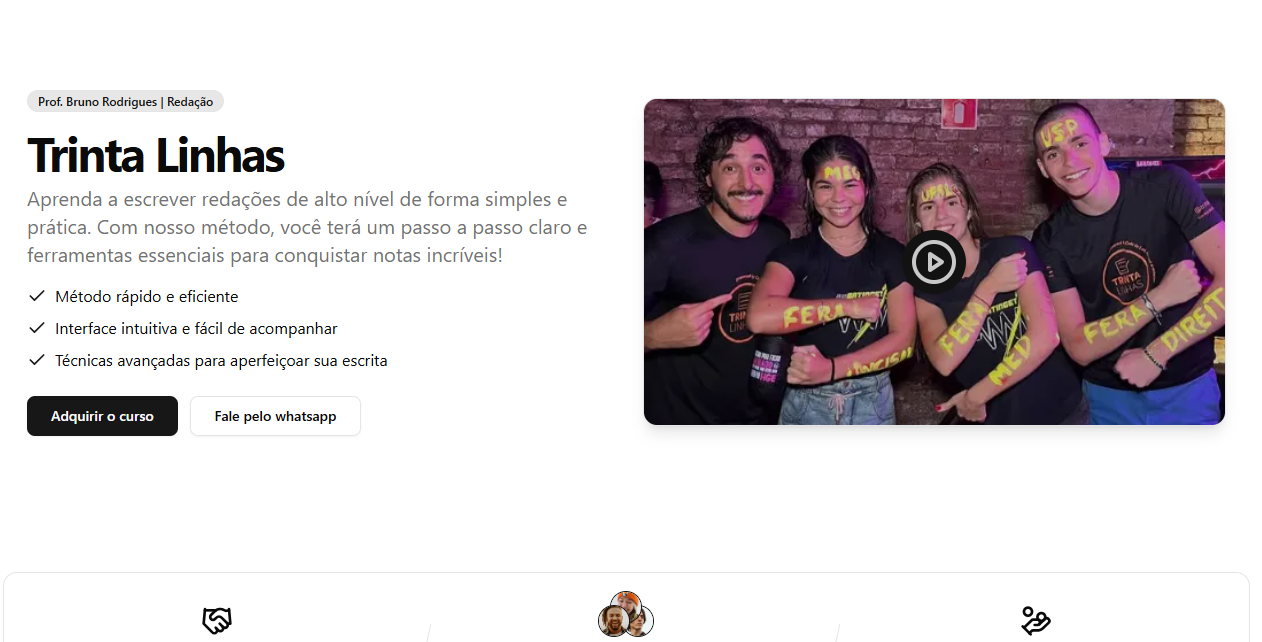 Prof. Bruno Rodrigues | Redação
Trinta Linhas
Aprenda a escrever redações de alto nível de forma simples e
prática. Com nosso método, você terá um passo a passo claro e
ferramentas essenciais para conquistar notas incríveis!
Método rápido e eficiente
Interface intuitiva e fácil de acompanhar
Técnicas avançadas para aperfeiçoar sua escrita
Adquirir o curso
Fale pelo whatsapp
USP
UFAL
FERA
FERA
MED
FERA
DIREIT
TRINTA
LINHAS